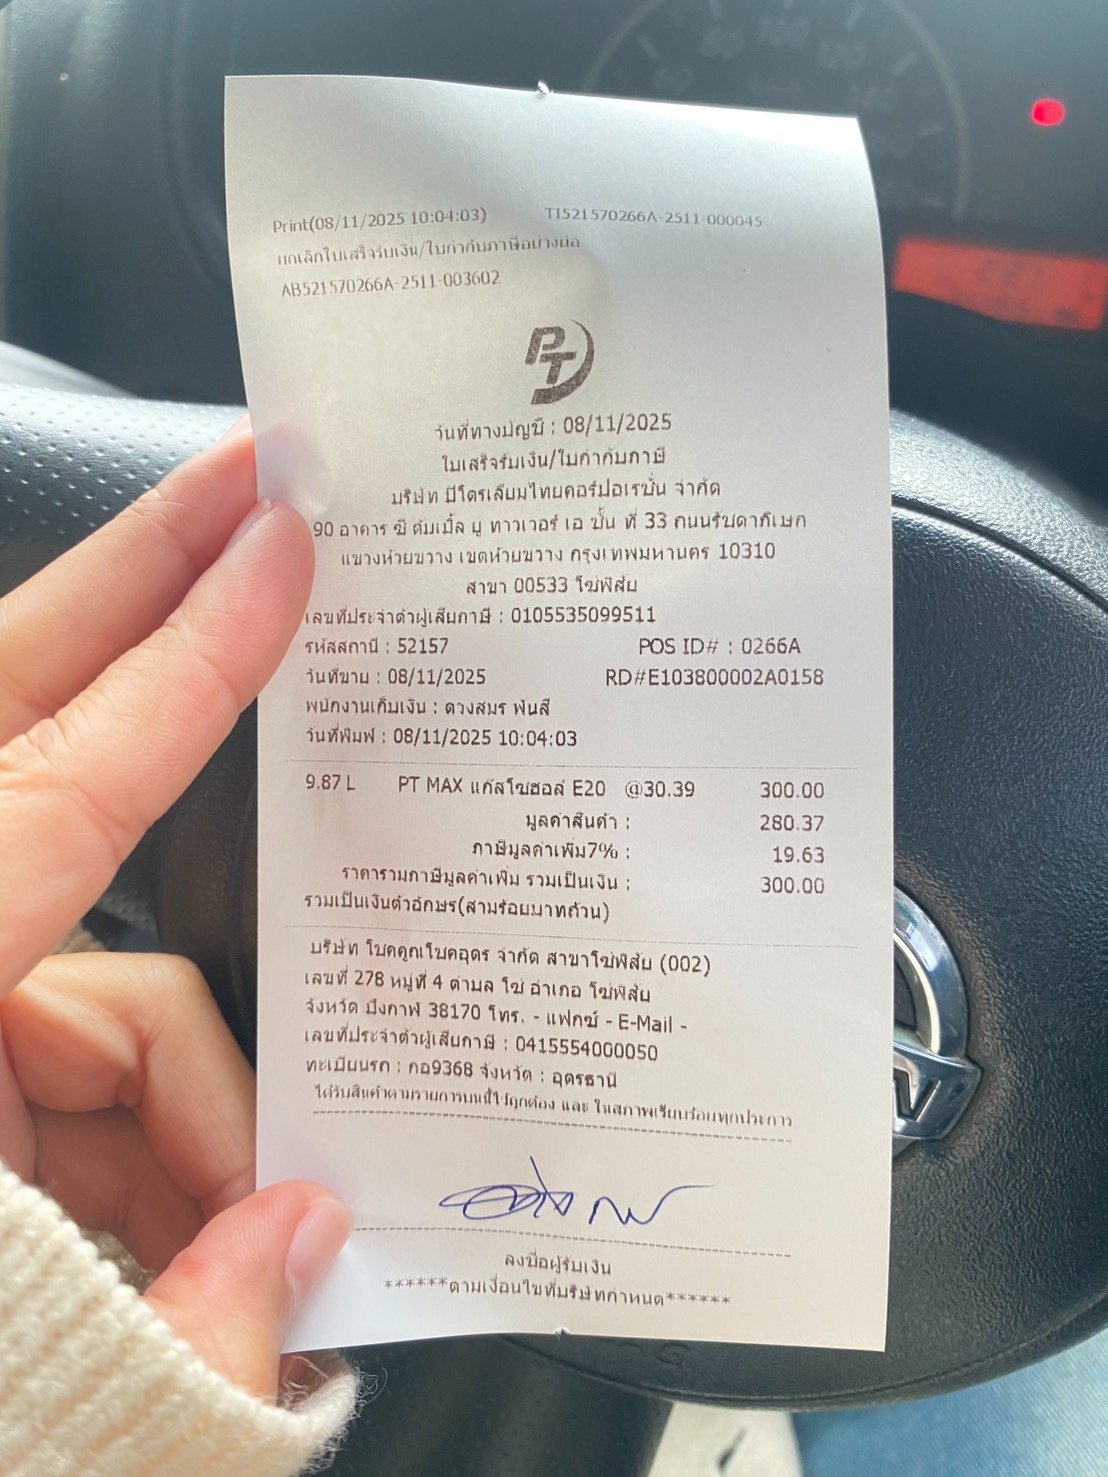 Print(08/11/2025 10:04:03) TI521570266A-2511-000045
ยกเลิกใบเสร็จรับเงิน/ใบกำกับภาษีอย่างย่อ
AB521570266A-2511-003602
PT
วันที่ทางบัญชี : 08/11/2025
ใบเสร็จรับเงิน/ใบกำกับภาษี
บริษัท ปิโตรเลียมไทยคอร์ปอเรชั่น จำกัด
90 อาคาร ซี ดับเบิ้ล ยู ทาวเวอร์ เอ ชั้น ที่ 33 ถนนรัชดาภิเษก
แขวงห้วยขวาง เขตห้วยขวาง กรุงเทพมหานคร 10310
สาขา 00533 โซ่พิสัย
เลขที่ประจำตัวผู้เสียภาษี : 0105535099511
รหัสสถานี : 52157 POS ID# : 0266A
วันที่ขาย : 08/11/2025 RD#E103800002A0158
พนักงานเก็บเงิน : ดวงสมร พันสี
วันที่พิมพ์ : 08/11/2025 10:04:03
9.87 L PT MAX แก๊สโซฮอล์ E20 @30.39 300.00
มูลค่าสินค้า : 280.37
ภาษีมูลค่าเพิ่ม7% : 19.63
ราคารวมภาษีมูลค่าเพิ่ม รวมเป็นเงิน : 300.00
รวมเป็นเงินตัวอักษร(สามร้อยบาทถ้วน)
บริษัท โชคคูณโชคอุดร จำกัด สาขาโซ่พิสัย (002)
เลขที่ 278 หมู่ที่ 4 ตำบล โซ่ อำเภอ โซ่พิสัย
จังหวัด บึงกาฬ 38170 โทร. - แฟกซ์ - E-Mail -
เลขที่ประจำตัวผู้เสียภาษี : 0415554000050
ทะเบียนรถ : กอ9368 จังหวัด : อุดรธานี
ได้รับสินค้าตามรายการบนนี้ไว้ถูกต้อง และ ในสภาพเรียบร้อยทุกประการ
ลงชื่อผู้รับเงิน
******ตามเงื่อนไขที่บริษัทกำหนด******